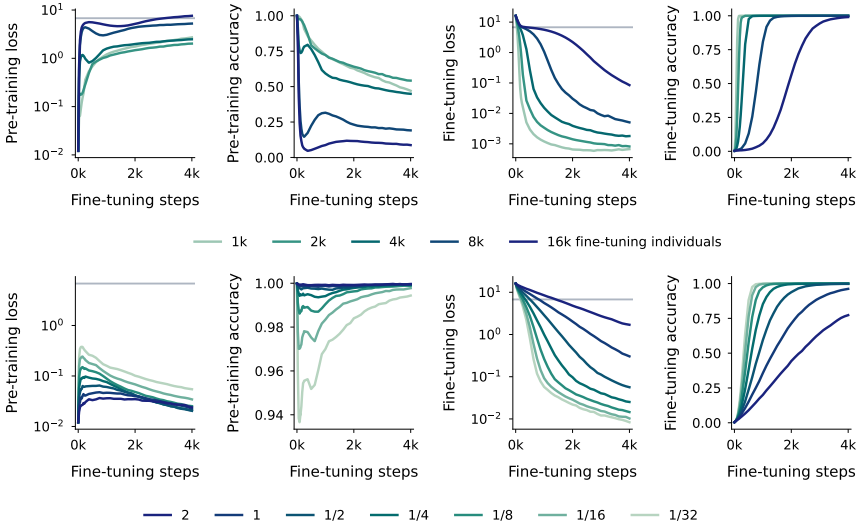 Pre-training loss
10¹
10⁰
10⁻¹
10⁻²
0k 2k 4k
Fine-tuning steps
Pre-training accuracy
1.00
0.75
0.50
0.25
0.00
0k 2k 4k
Fine-tuning steps
Fine-tuning loss
10¹
10⁰
10⁻¹
10⁻²
10⁻³
0k 2k 4k
Fine-tuning steps
Fine-tuning accuracy
1.00
0.75
0.50
0.25
0.00
0k 2k 4k
Fine-tuning steps
1k 2k 4k 8k 16k fine-tuning individuals
Pre-training loss
10⁰
10⁻¹
10⁻²
0k 2k 4k
Fine-tuning steps
Pre-training accuracy
1.00
0.98
0.96
0.94
0k 2k 4k
Fine-tuning steps
Fine-tuning loss
10¹
10⁰
10⁻¹
10⁻²
0k 2k 4k
Fine-tuning steps
Fine-tuning accuracy
1.00
0.75
0.50
0.25
0.00
0k 2k 4k
Fine-tuning steps
2 1 1/2 1/4 1/8 1/16 1/32